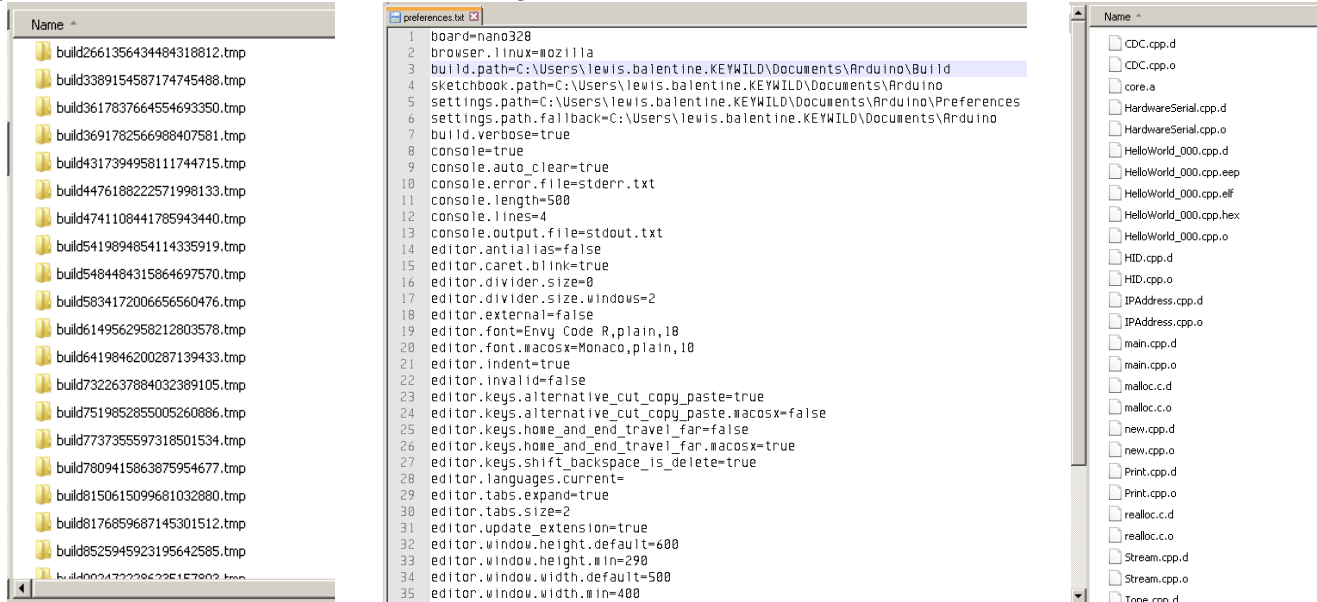 Name
build2661356434484318812.tmp
build3389154587174745488.tmp
build3617837664554693350.tmp
build3691782566988407581.tmp
build4317394958111744715.tmp
build4476188222571998133.tmp
build4741108441785943440.tmp
build5419894854114335919.tmp
build5484484315864697570.tmp
build5834172006656560476.tmp
build6149562958212803578.tmp
build6419846200287139433.tmp
build7322637884032389105.tmp
build7519852855005260886.tmp
build7737355597318501534.tmp
build7809415863875954677.tmp
build8150615099681032880.tmp
build8176859687145301512.tmp
build8525945923195642585.tmp
preferences.txt
1 board=nano328
2 browser.linux=mozilla
3 build.path=C:\Users\lewis.balentine.KEYWILD\Documents\Arduino\Build
4 sketchbook.path=C:\Users\lewis.balentine.KEYWILD\Documents\Arduino
5 settings.path=C:\Users\lewis.balentine.KEYWILD\Documents\Arduino\Preferences
6 settings.path.fallback=C:\Users\lewis.balentine.KEYWILD\Documents\Arduino
7 build.verbose=true
8 console=true
9 console.auto_clear=true
10 console.error.file=stderr.txt
11 console.length=500
12 console.lines=4
13 console.output.file=stdout.txt
14 editor.antialias=false
15 editor.caret.blink=true
16 editor.divider.size=0
17 editor.divider.size.windows=2
18 editor.external=false
19 editor.font=Envy Code R,plain,18
20 editor.font.macosx=Monaco,plain,10
21 editor.indent=true
22 editor.invalid=false
23 editor.keys.alternative_cut_copy_paste=true
24 editor.keys.alternative_cut_copy_paste.macosx=false
25 editor.keys.home_and_end_travel_far=false
26 editor.keys.home_and_end_travel_far.macosx=true
27 editor.keys.shift_backspace_is_delete=true
28 editor.languages.current=
29 editor.tabs.expand=true
30 editor.tabs.size=2
31 editor.update_extension=true
32 editor.window.height.default=600
33 editor.window.height.min=290
34 editor.window.width.default=500
35 editor.window.width.min=400
Name
CDC.cpp.d
CDC.cpp.o
core.a
HardwareSerial.cpp.d
HardwareSerial.cpp.o
HelloWorld_000.cpp.d
HelloWorld_000.cpp.eep
HelloWorld_000.cpp.elf
HelloWorld_000.cpp.hex
HelloWorld_000.cpp.o
HID.cpp.d
HID.cpp.o
IPAddress.cpp.d
IPAddress.cpp.o
main.cpp.d
main.cpp.o
malloc.c.d
malloc.c.o
new.cpp.d
new.cpp.o
Print.cpp.d
Print.cpp.o
realloc.c.d
realloc.c.o
Stream.cpp.d
Stream.cpp.o
Tone.cpp.d